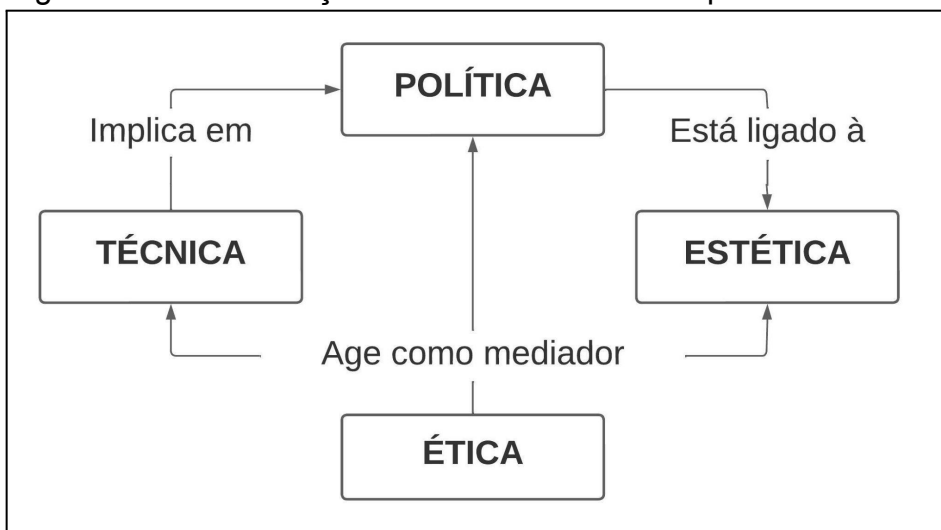 POLÍTICA
Implica em
Está ligado à
TÉCNICA
ESTÉTICA
Age como mediador
ÉTICA